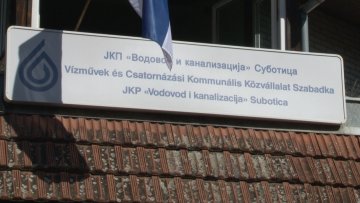 ЈКП «Водовод и канализација» Суботица
Vízművek és Csatornázási Kommunális Közvállalat Szabadka
JKP «Vodovod i kanalizacija» Subotica